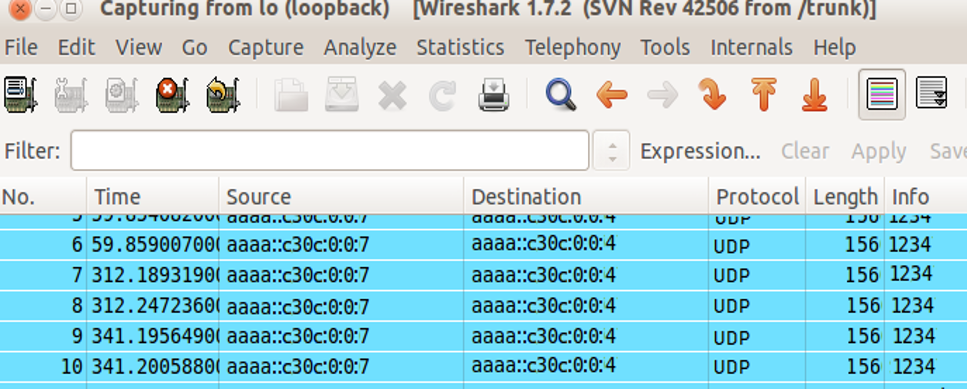 Capturing from lo (loopback) [Wireshark 1.7.2 (SVN Rev 42506 from /trunk)]
File Edit View Go Capture Analyze Statistics Telephony Tools Internals Help
Filter: Expression... Clear Apply Save
No. Time Source Destination Protocol Length Info
5 59.854082000 aaaa::c30c:0:0:7 aaaa::c30c:0:0:4 UDP 156 1234
6 59.859007000 aaaa::c30c:0:0:7 aaaa::c30c:0:0:4 UDP 156 1234
7 312.18931900 aaaa::c30c:0:0:7 aaaa::c30c:0:0:4 UDP 156 1234
8 312.24723600 aaaa::c30c:0:0:7 aaaa::c30c:0:0:4 UDP 156 1234
9 341.19564900 aaaa::c30c:0:0:7 aaaa::c30c:0:0:4 UDP 156 1234
10 341.20058800 aaaa::c30c:0:0:7 aaaa::c30c:0:0:4 UDP 156 1234